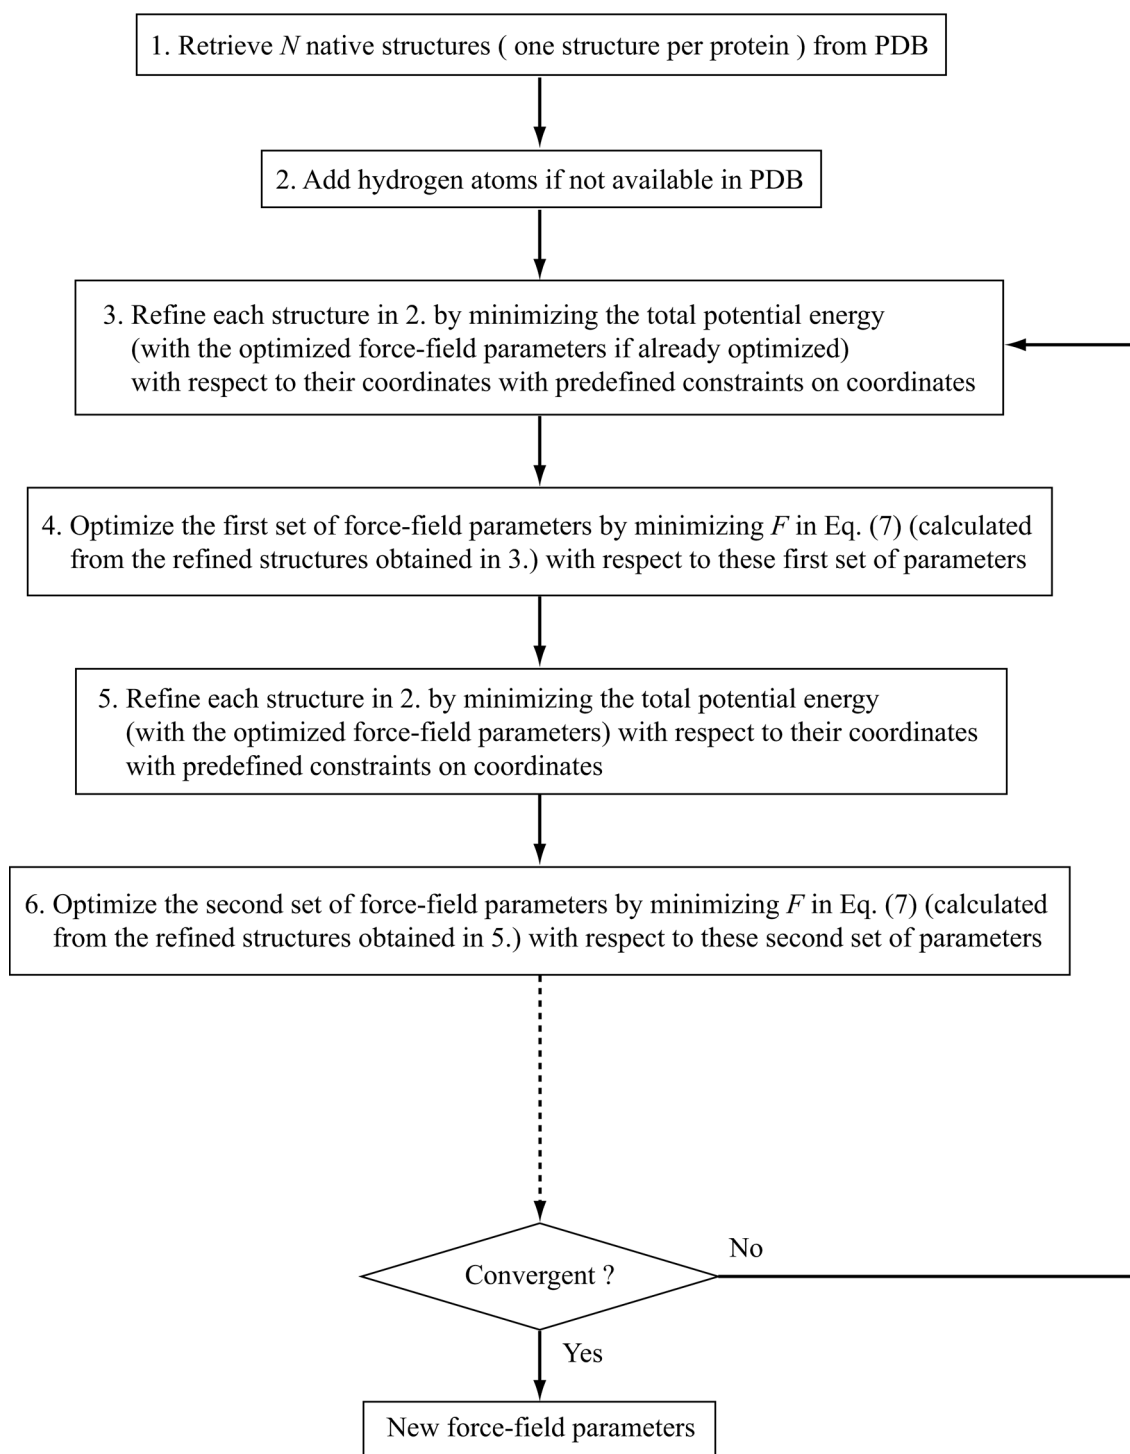 1. Retrieve N native structures ( one structure per protein ) from PDB
2. Add hydrogen atoms if not available in PDB
3. Refine each structure in 2. by minimizing the total potential energy
(with the optimized force-field parameters if already optimized)
with respect to their coordinates with predefined constraints on coordinates
4. Optimize the first set of force-field parameters by minimizing F in Eq. (7) (calculated
from the refined structures obtained in 3.) with respect to these first set of parameters
5. Refine each structure in 2. by minimizing the total potential energy
(with the optimized force-field parameters) with respect to their coordinates
with predefined constraints on coordinates
6. Optimize the second set of force-field parameters by minimizing F in Eq. (7) (calculated
from the refined structures obtained in 5.) with respect to these second set of parameters
No
Convergent ?
Yes
New force-field parameters